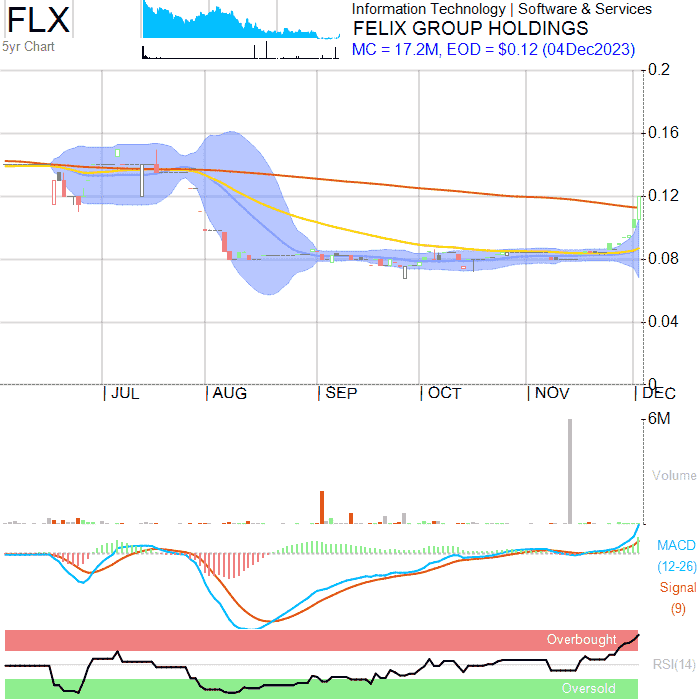 FLX
5yr Chart
Information Technology | Software & Services
FELIX GROUP HOLDINGS
MC = 17.2M, EOD = $0.12 (04Dec2023)
0.2
0.16
0.12
0.08
0.04
0
JUL AUG SEP OCT NOV DEC
6M
Volume
MACD
(12-26)
Signal
(9)
Overbought
RSI(14)
Oversold